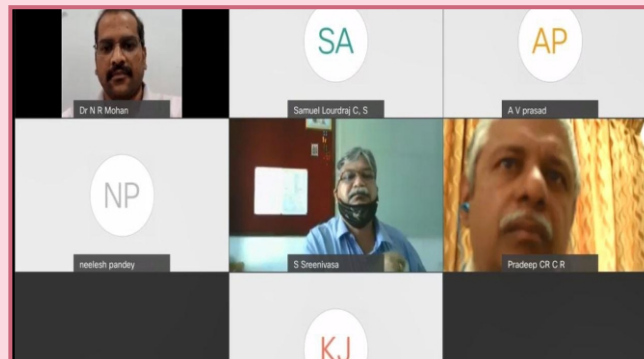 SA
AP
Dr N R Mohan
Samuel Lourdraj C, S
A V prasad
NP
neelesh pandey
S Sreenivasa
Pradeep CR C R
KJ